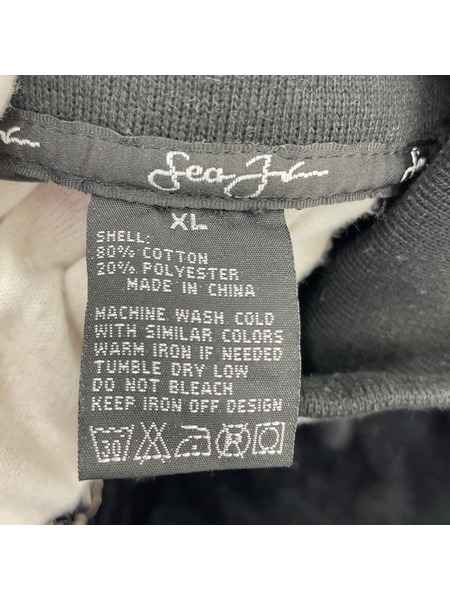 Sean John
XL
SHELL:
80% COTTON
20% POLYESTER
MADE IN CHINA
MACHINE WASH COLD
WITH SIMILAR COLORS
WARM IRON IF NEEDED
TUMBLE DRY LOW
DO NOT BLEACH
KEEP IRON OFF DESIGN
30